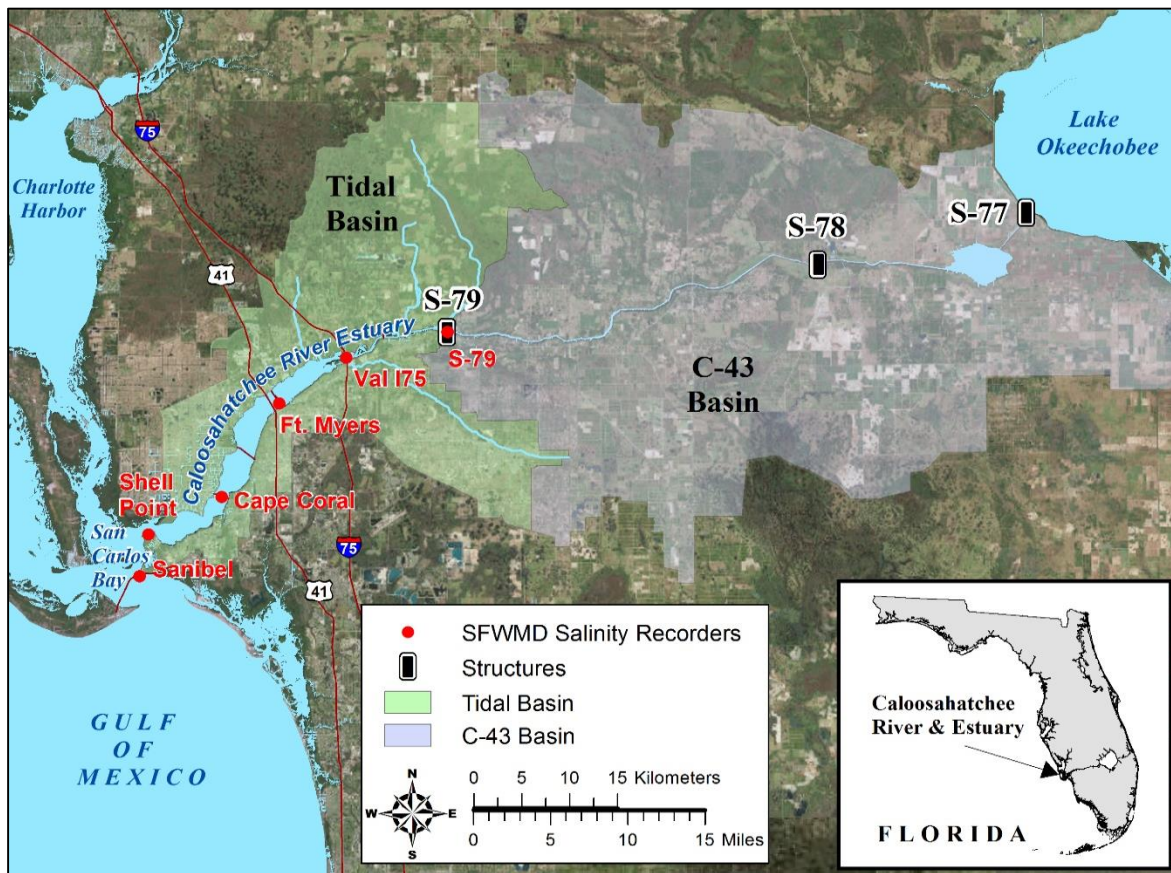 75
Lake
Okeechobee
Charlotte
Harbor
Tidal
Basin
S-77
S-78
41
S-79
S-79
Caloosahatchee River Estuary
Val I75
C-43
Basin
Ft. Myers
Shell
Point
Cape Coral
San
Carlos
Bay
Sanibel
75
41
GULF
OF
MEXICO
SFWMD Salinity Recorders
Structures
Tidal Basin
C-43 Basin
N
W E
S
0 5 10 15 Kilometers
0 5 10 15 Miles
Caloosahatchee
River & Estuary
FLORIDA